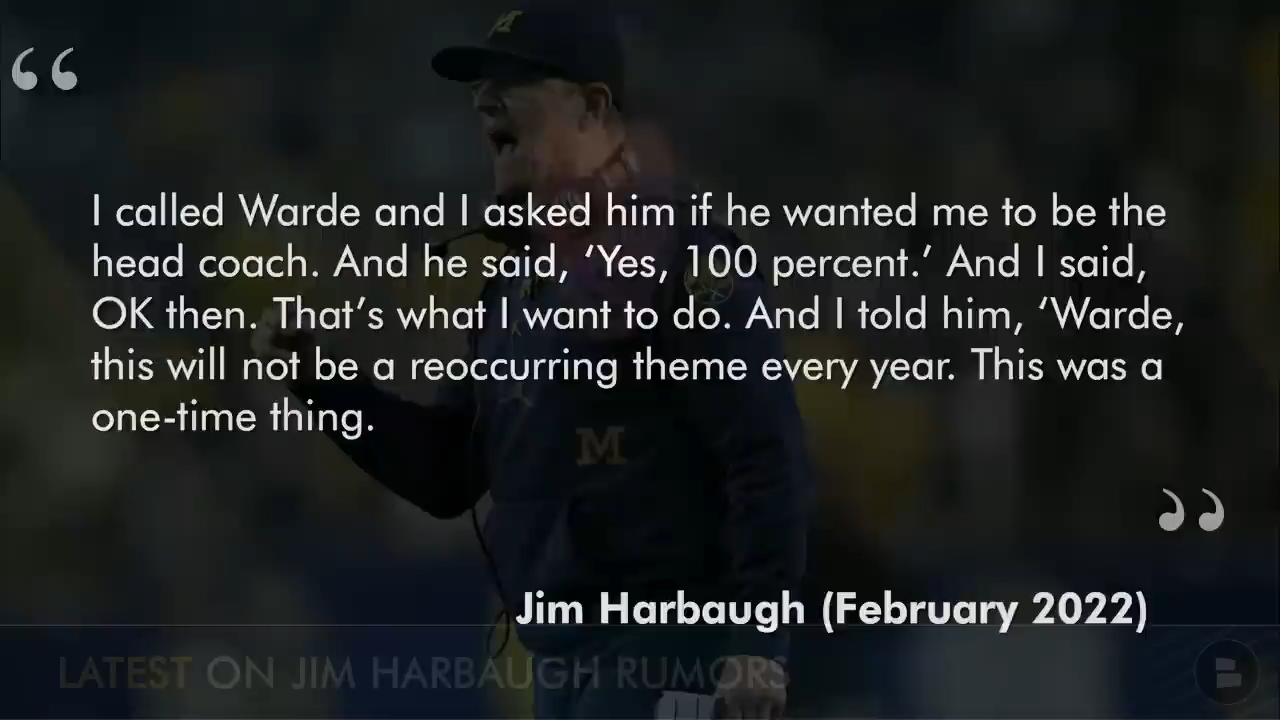 M
“
I called Warde and I asked him if he wanted me to be the
head coach. And he said, ‘Yes, 100 percent.’ And I said,
OK then. That’s what I want to do. And I told him, ‘Warde,
this will not be a reoccurring theme every year. This was a
one-time thing.
M
”
Jim Harbaugh (February 2022)
LATEST ON JIM HARBAUGH RUMORS